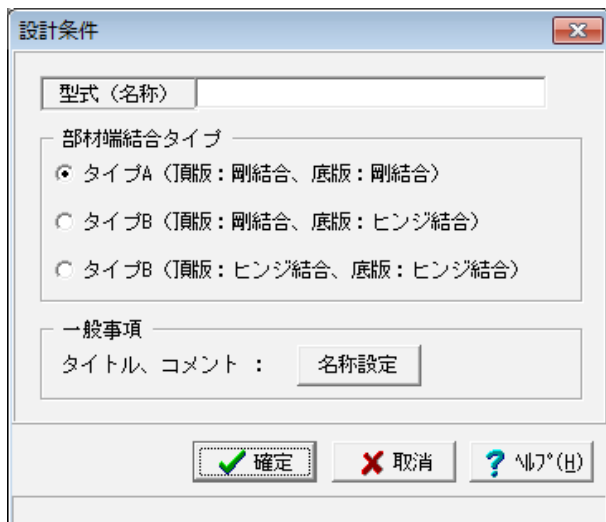 設計条件
型式（名称）
部材端結合タイプ
タイプA（頂版：剛結合、底版：剛結合）
タイプB（頂版：剛結合、底版：ヒンジ結合）
タイプB（頂版：ヒンジ結合、底版：ヒンジ結合）
一般事項
タイトル、コメント ： 名称設定
確定 取消 ? ﾍﾙﾌﾟ(H)